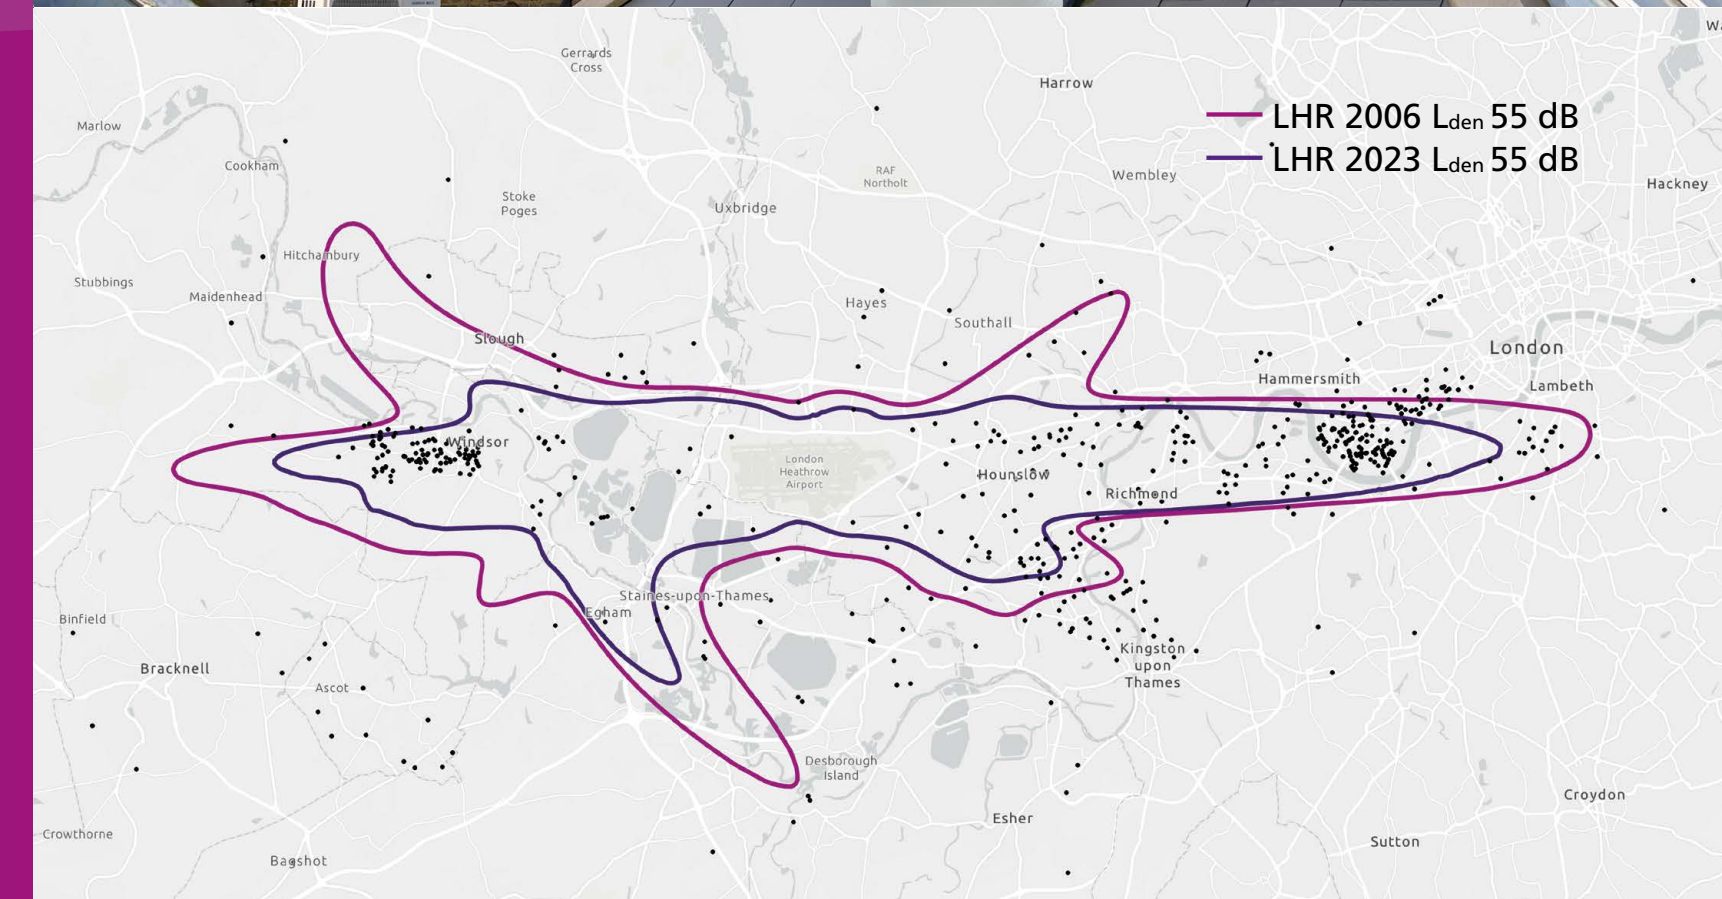 LHR 2006 Lden 55 dB
LHR 2023 Lden 55 dB
Gerrards
Cross
Harrow
Marlow
Cookham
RAF
Northolt
Wembley
Hackney
Stoke
Poges
Uxbridge
Hitchambury
Stubbings
Maidenhead
Hayes
Southall
Slough
London
Hammersmith
Lambeth
Windsor
London
Heathrow
Airport
Hounslow
Richmond
Staines-upon-Thames
Egham
Binfield
Bracknell
Kingston
upon
Thames
Ascot
Desborough
Island
Croydon
Esher
Crowthorne
Sutton
Bagshot